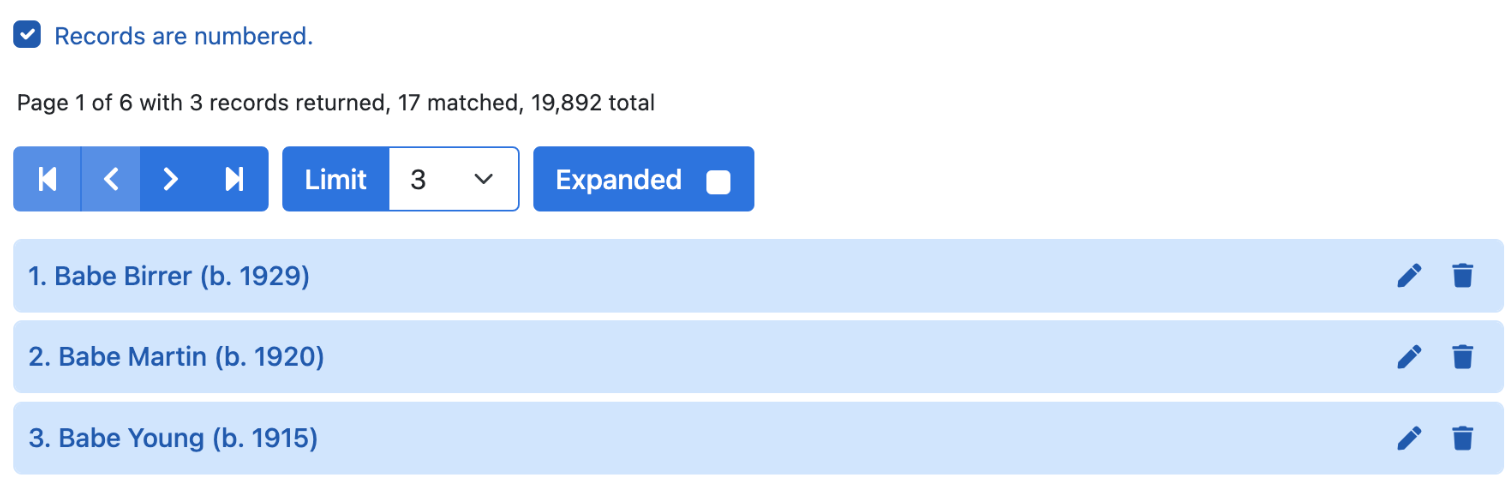 Records are numbered.
Page 1 of 6 with 3 records returned, 17 matched, 19,892 total
Limit 3 Expanded
1. Babe Birrer (b. 1929)
2. Babe Martin (b. 1920)
3. Babe Young (b. 1915)